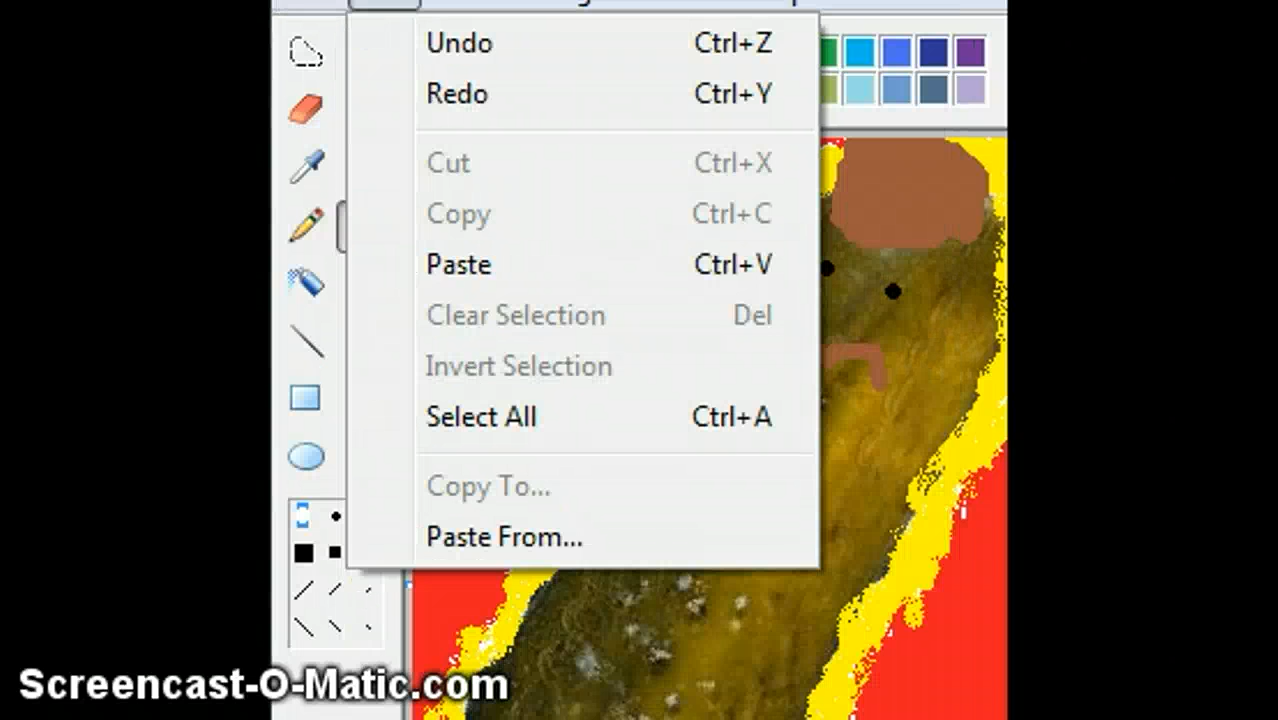 Undo Ctrl+Z
Redo Ctrl+Y
Cut Ctrl+X
Copy Ctrl+C
Paste Ctrl+V
Clear Selection Del
Invert Selection
Select All Ctrl+A
Copy To...
Paste From...
Screencast-O-Matic.com